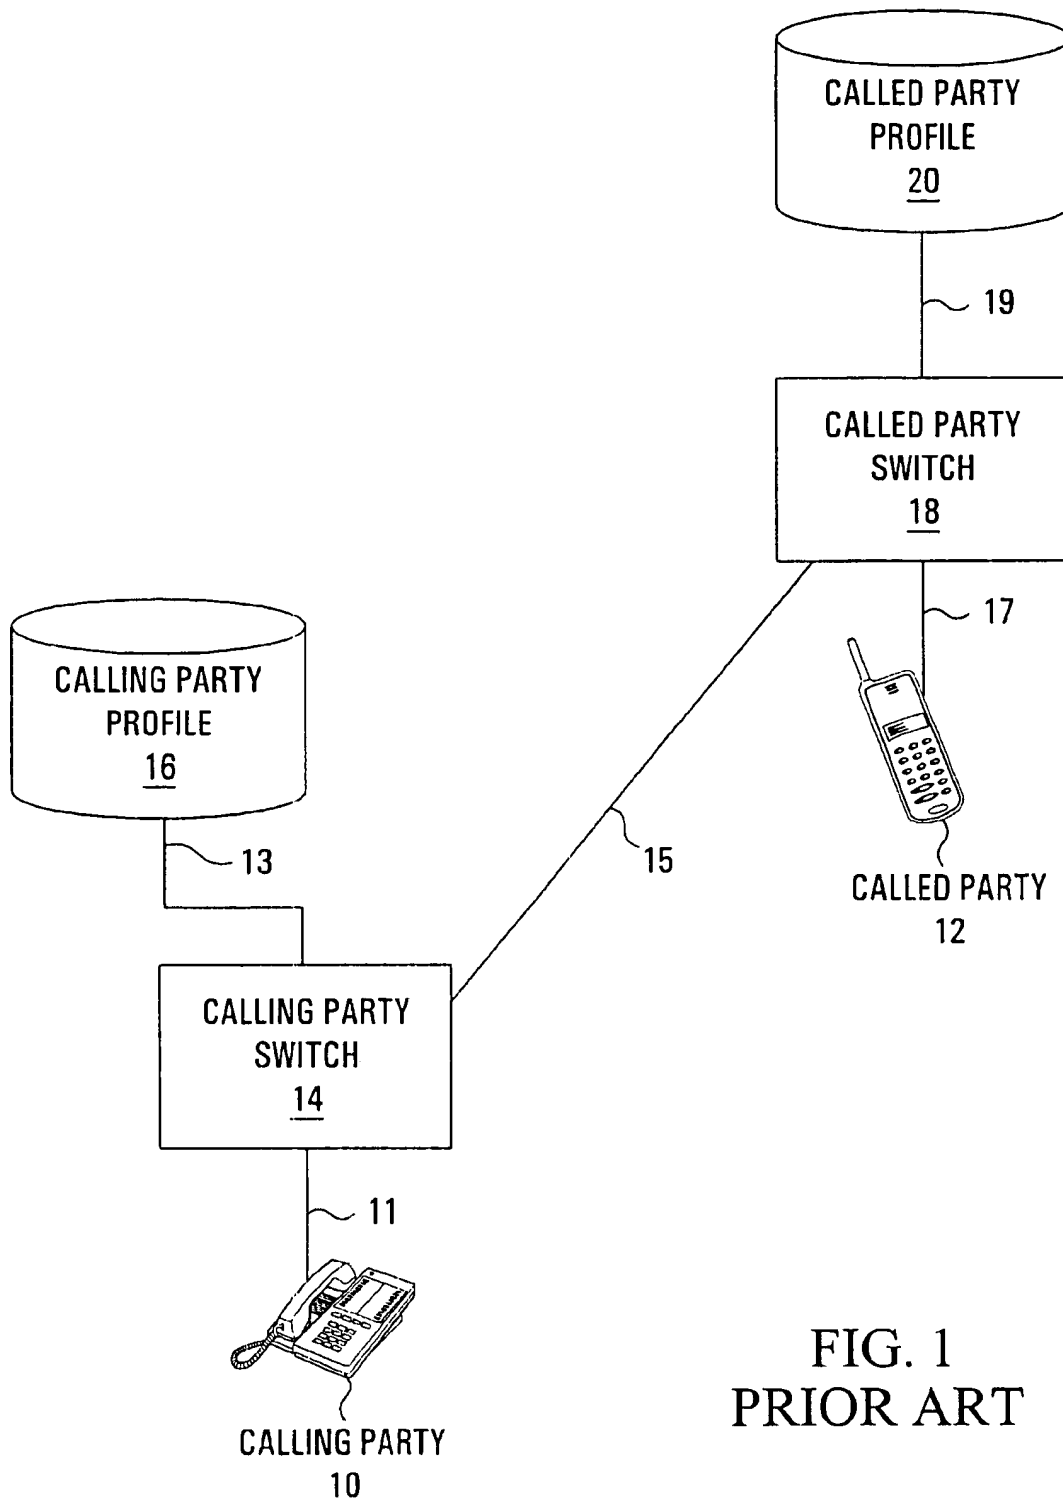 CALLED PARTY
PROFILE
20
19
CALLED PARTY
SWITCH
18
17
CALLING PARTY
PROFILE
16
13
15
CALLED PARTY
12
CALLING PARTY
SWITCH
14
11
CALLING PARTY
10
FIG. 1
PRIOR ART